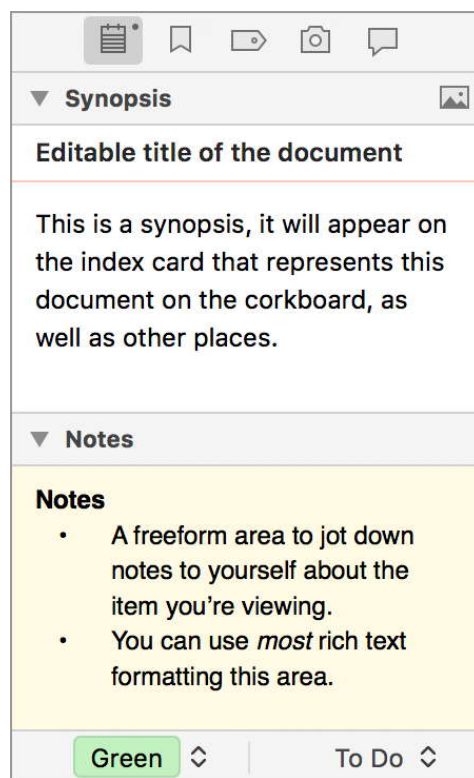 Synopsis
Editable title of the document
This is a synopsis, it will appear on
the index card that represents this
document on the corkboard, as
well as other places.
Notes
Notes
• A freeform area to jot down
notes to yourself about the
item you’re viewing.
• You can use most rich text
formatting this area.
Green To Do